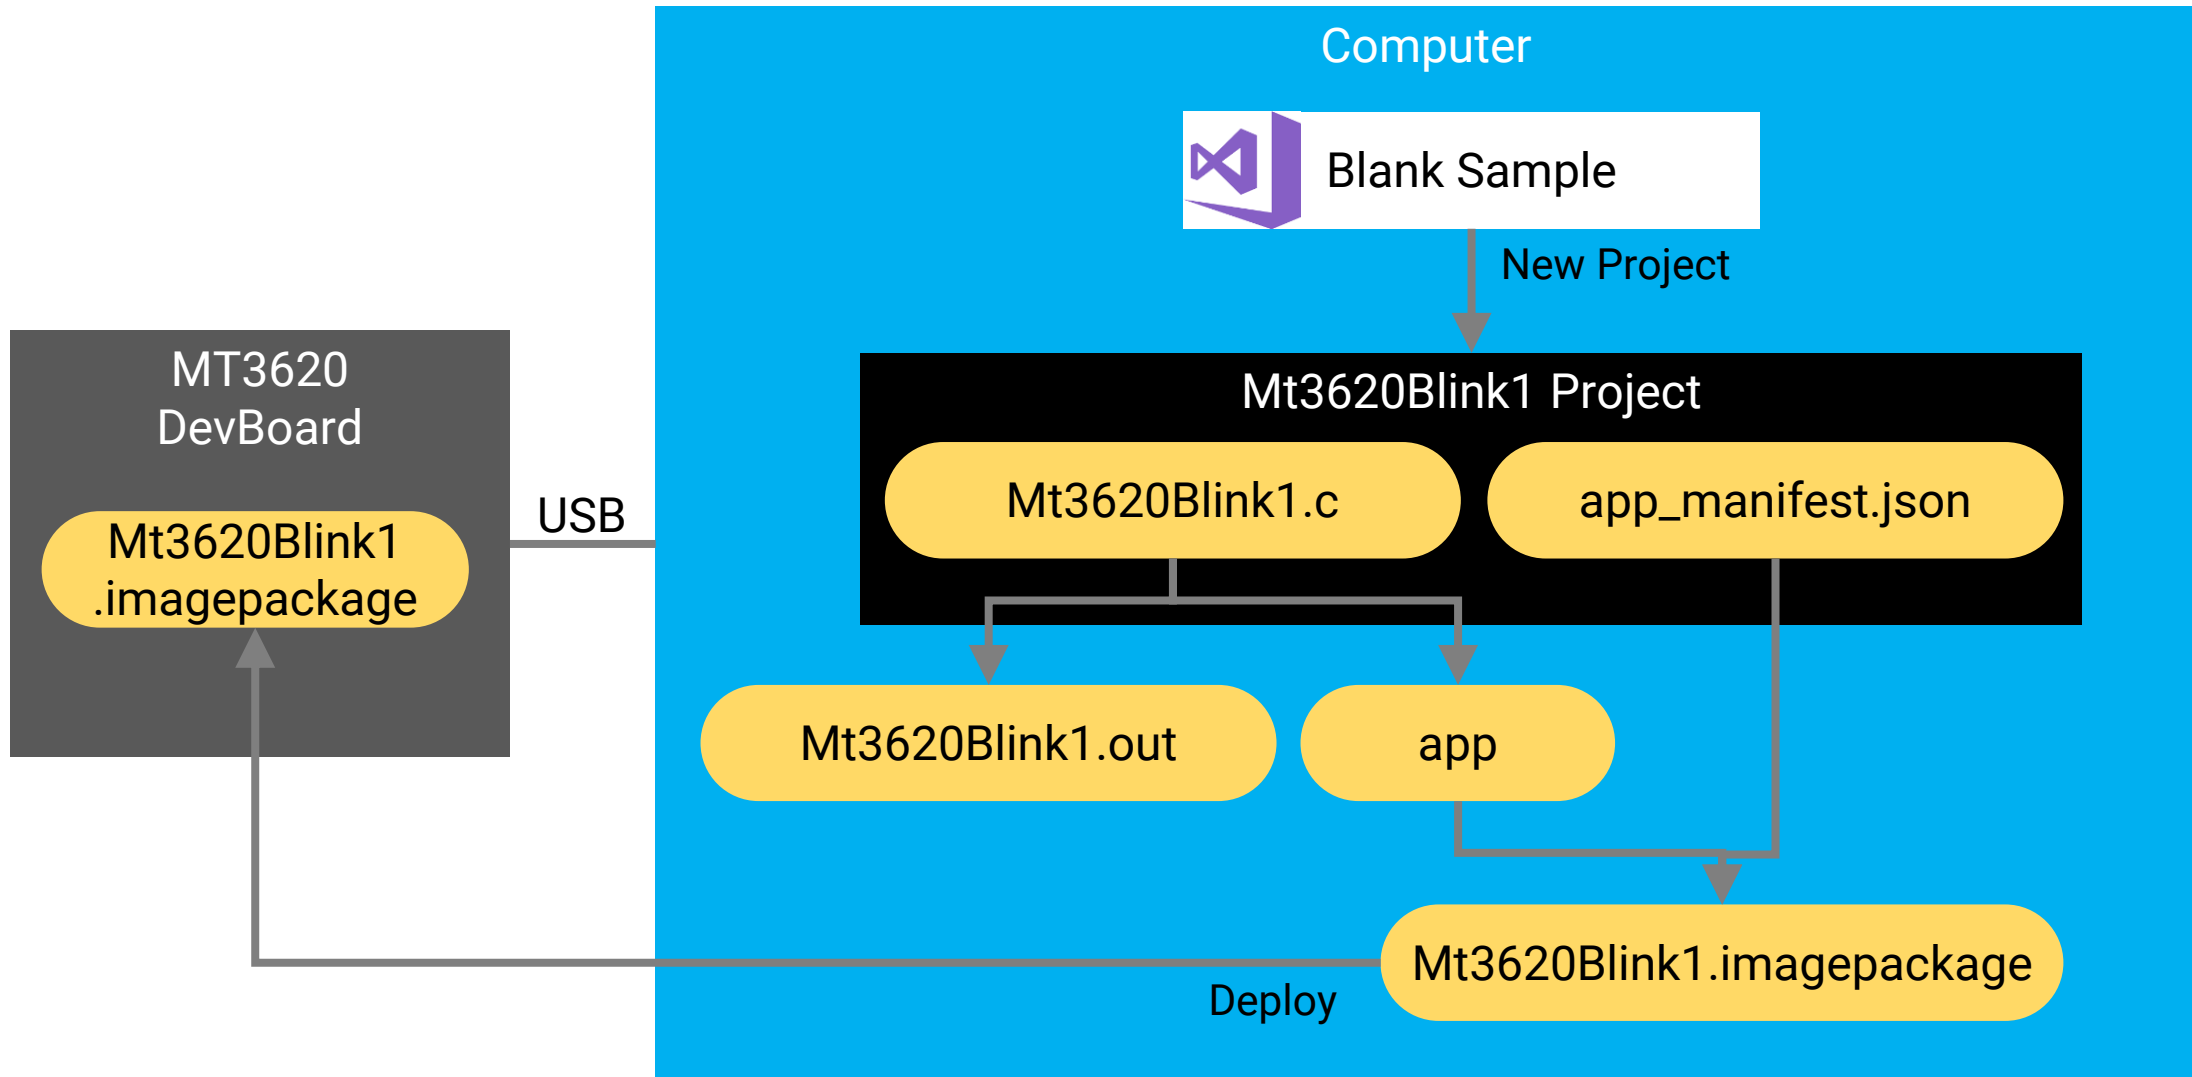 Computer
Blank Sample
New Project
MT3620
DevBoard
Mt3620Blink1 Project
Mt3620Blink1.c
app_manifest.json
USB
Mt3620Blink1
.imagepackage
Mt3620Blink1.out
app
Mt3620Blink1.imagepackage
Deploy